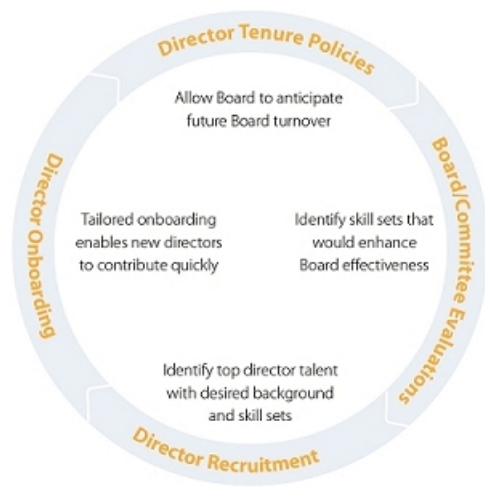 Director Tenure Policies
Allow Board to anticipate
future Board turnover
Board/Committee Evaluations
Identify skill sets that
would enhance
Board effectiveness
Director Recruitment
Identify top director talent
with desired background
and skill sets
Director Onboarding
Tailored onboarding
enables new directors
to contribute quickly